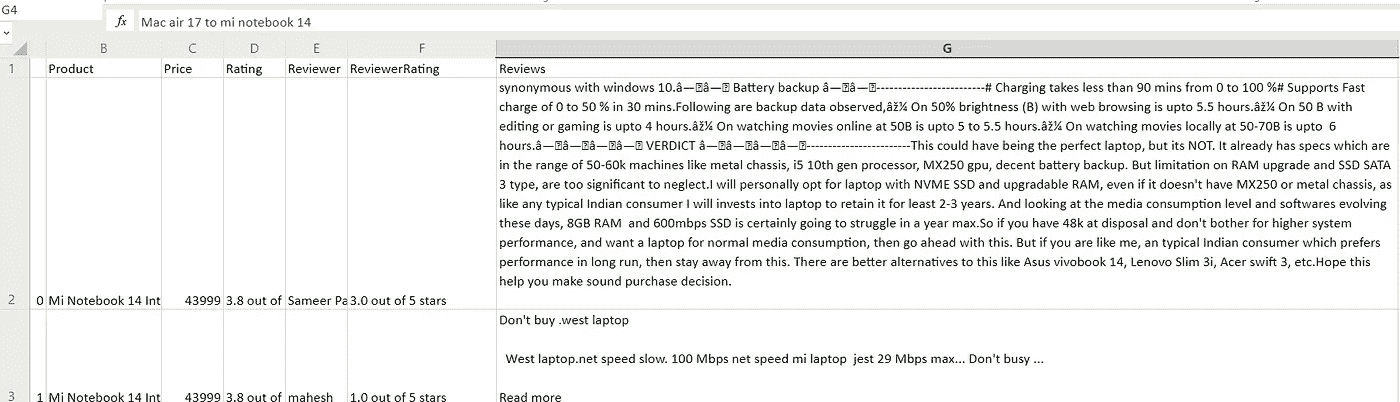 G4 fx Mac air 17 to mi notebook 14
B C D E F G
1 Product Price Rating Reviewer ReviewerRating Reviews
synonymous with windows 10.â—â— Battery backup â—â—-------------------------# Charging takes less than 90 mins from 0 to 100 %# Supports Fast
charge of 0 to 50 % in 30 mins.Following are backup data observed,âž¼ On 50% brightness (B) with web browsing is upto 5.5 hours.âž¼ On 50 B with
editing or gaming is upto 4 hours.âž¼ On watching movies online at 50B is upto 5 to 5.5 hours.âž¼ On watching movies locally at 50-70B is upto 6
hours.â—â—â—â—â— VERDICT â—â—â—â—â—-------------------------This could have being the perfect laptop, but its NOT. It already has specs which are
in the range of 50-60k machines like metal chassis, i5 10th gen processor, MX250 gpu, decent battery backup. But limitation on RAM upgrade and SSD SATA
3 type, are too significant to neglect.I will personally opt for laptop with NVME SSD and upgradable RAM, even if it doesn't have MX250 or metal chassis, as
like any typical Indian consumer I will invests into laptop to retain it for least 2-3 years. And looking at the media consumption level and softwares evolving
these days, 8GB RAM and 600mbps SSD is certainly going to struggle in a year max.So if you have 48k at disposal and don't bother for higher system
performance, and want a laptop for normal media consumption, then go ahead with this. But if you are like me, an typical Indian consumer which prefers
performance in long run, then stay away from this. There are better alternatives to this like Asus vivobook 14, Lenovo Slim 3i, Acer swift 3, etc.Hope this
help you make sound purchase decision.
2 0 Mi Notebook 14 Int 43999 3.8 out of Sameer Pa 3.0 out of 5 stars
Don't buy .west laptop
West laptop.net speed slow. 100 Mbps net speed mi laptop jest 29 Mbps max... Don't busy ...
3 1 Mi Notebook 14 Int 43999 3.8 out of mahesh 1.0 out of 5 stars Read more